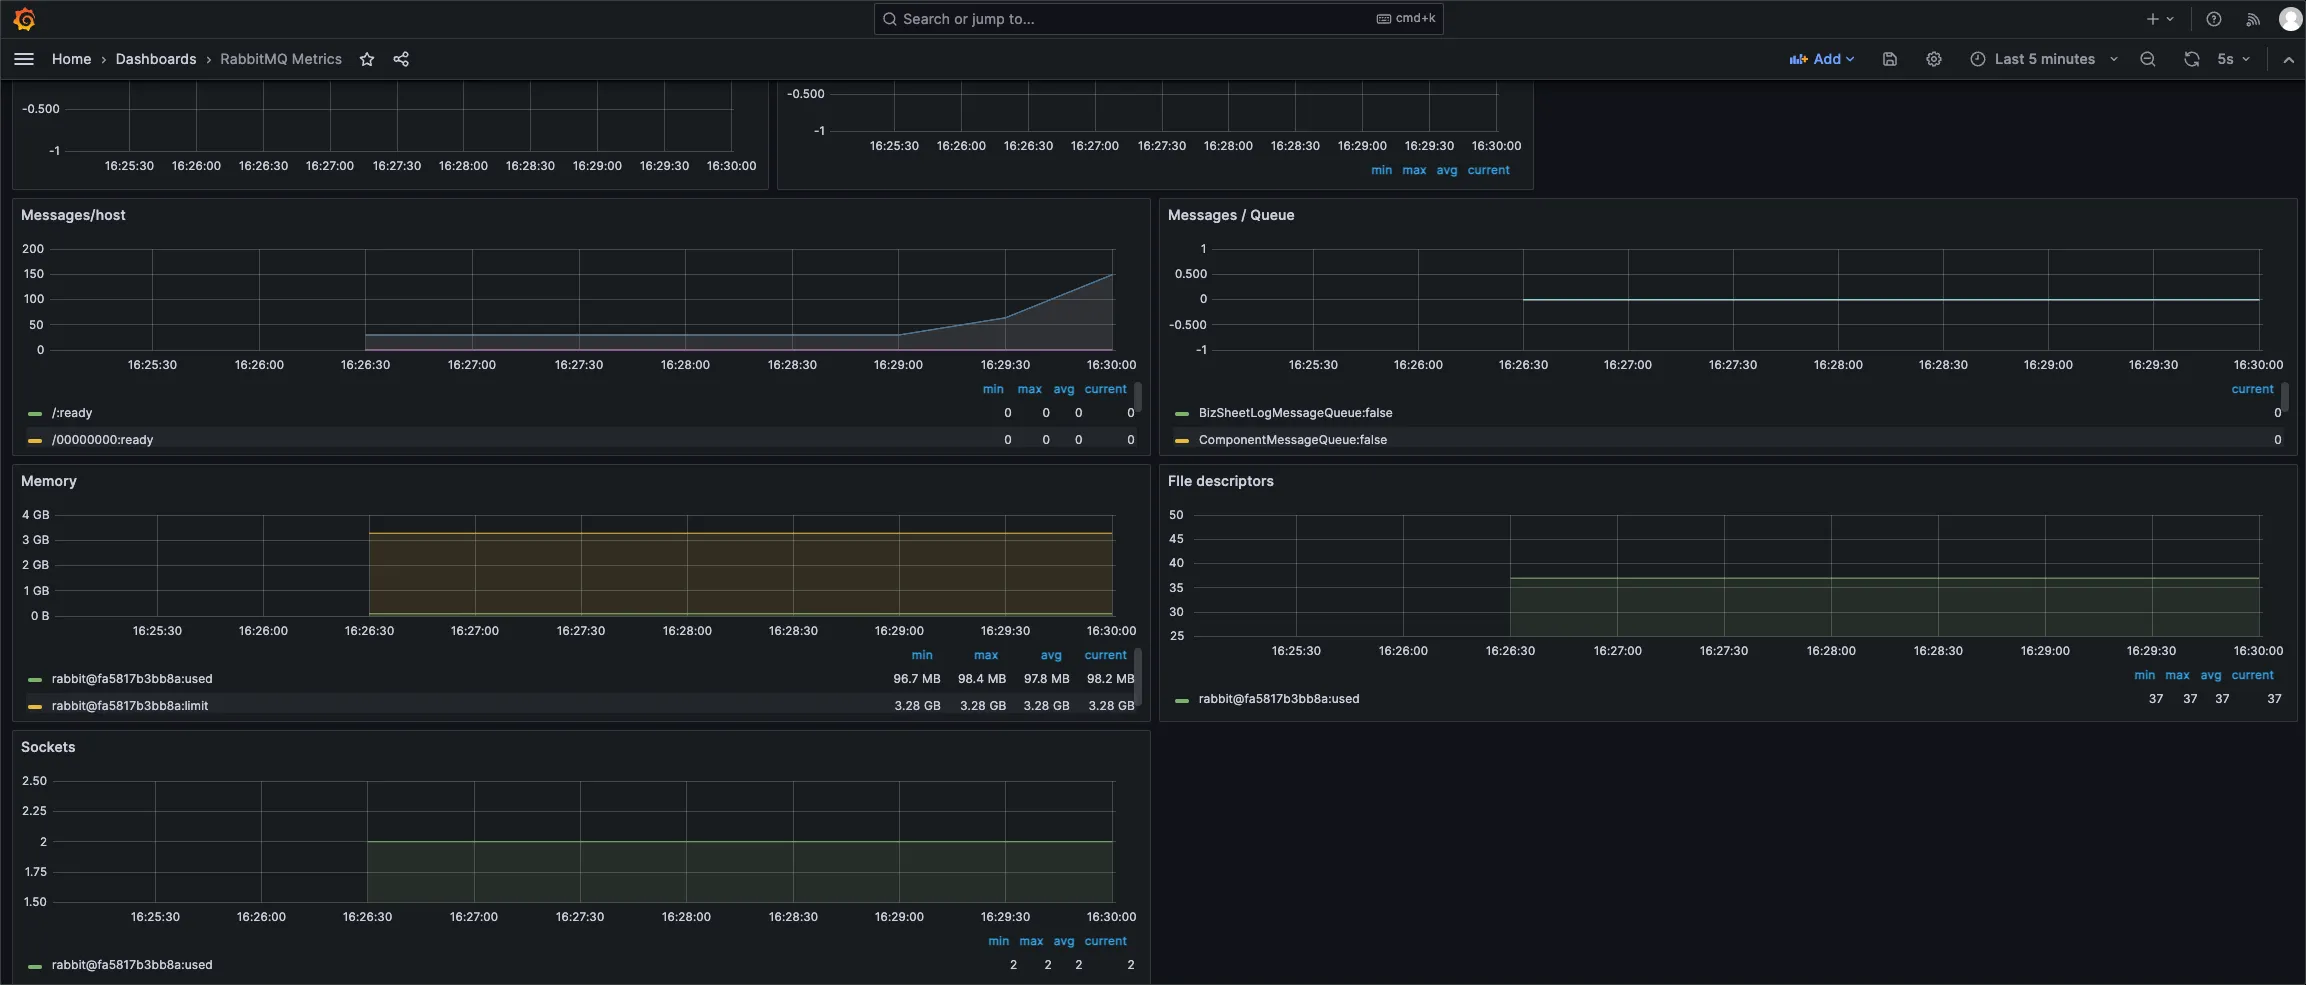 Search or jump to...
cmd+k
Home › Dashboards › RabbitMQ Metrics
Add
Last 5 minutes
5s
-0.500
-1
16:25:30 16:26:00 16:26:30 16:27:00 16:27:30 16:28:00 16:28:30 16:29:00 16:29:30 16:30:00
-0.500
-1
16:25:30 16:26:00 16:26:30 16:27:00 16:27:30 16:28:00 16:28:30 16:29:00 16:29:30 16:30:00
min max avg current
Messages/host
200
150
100
50
0
16:25:30 16:26:00 16:26:30 16:27:00 16:27:30 16:28:00 16:28:30 16:29:00 16:29:30 16:30:00
min max avg current
/:ready 0 0 0 0
/00000000:ready 0 0 0 0
Messages / Queue
1
0.500
0
-0.500
-1
16:25:30 16:26:00 16:26:30 16:27:00 16:27:30 16:28:00 16:28:30 16:29:00 16:29:30 16:30:00
current
BizSheetLogMessageQueue:false 0
ComponentMessageQueue:false 0
Memory
4 GB
3 GB
2 GB
1 GB
0 B
16:25:30 16:26:00 16:26:30 16:27:00 16:27:30 16:28:00 16:28:30 16:29:00 16:29:30 16:30:00
min max avg current
rabbit@fa5817b3bb8a:used 96.7 MB 98.4 MB 97.8 MB 98.2 MB
rabbit@fa5817b3bb8a:limit 3.28 GB 3.28 GB 3.28 GB 3.28 GB
FIle descriptors
50
45
40
35
30
25
16:25:30 16:26:00 16:26:30 16:27:00 16:27:30 16:28:00 16:28:30 16:29:00 16:29:30 16:30:00
min max avg current
rabbit@fa5817b3bb8a:used 37 37 37 37
Sockets
2.50
2.25
2
1.75
1.50
16:25:30 16:26:00 16:26:30 16:27:00 16:27:30 16:28:00 16:28:30 16:29:00 16:29:30 16:30:00
min max avg current
rabbit@fa5817b3bb8a:used 2 2 2 2